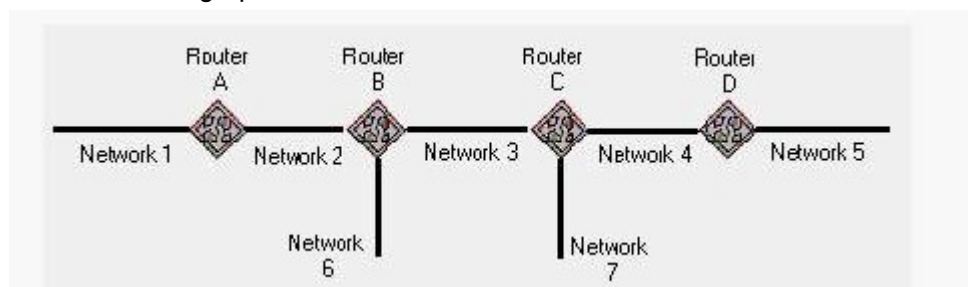 Router
A
Router
B
Router
C
Router
D
Network 1
Network 2
Network 3
Network 4
Network 5
Network
6
Network
7